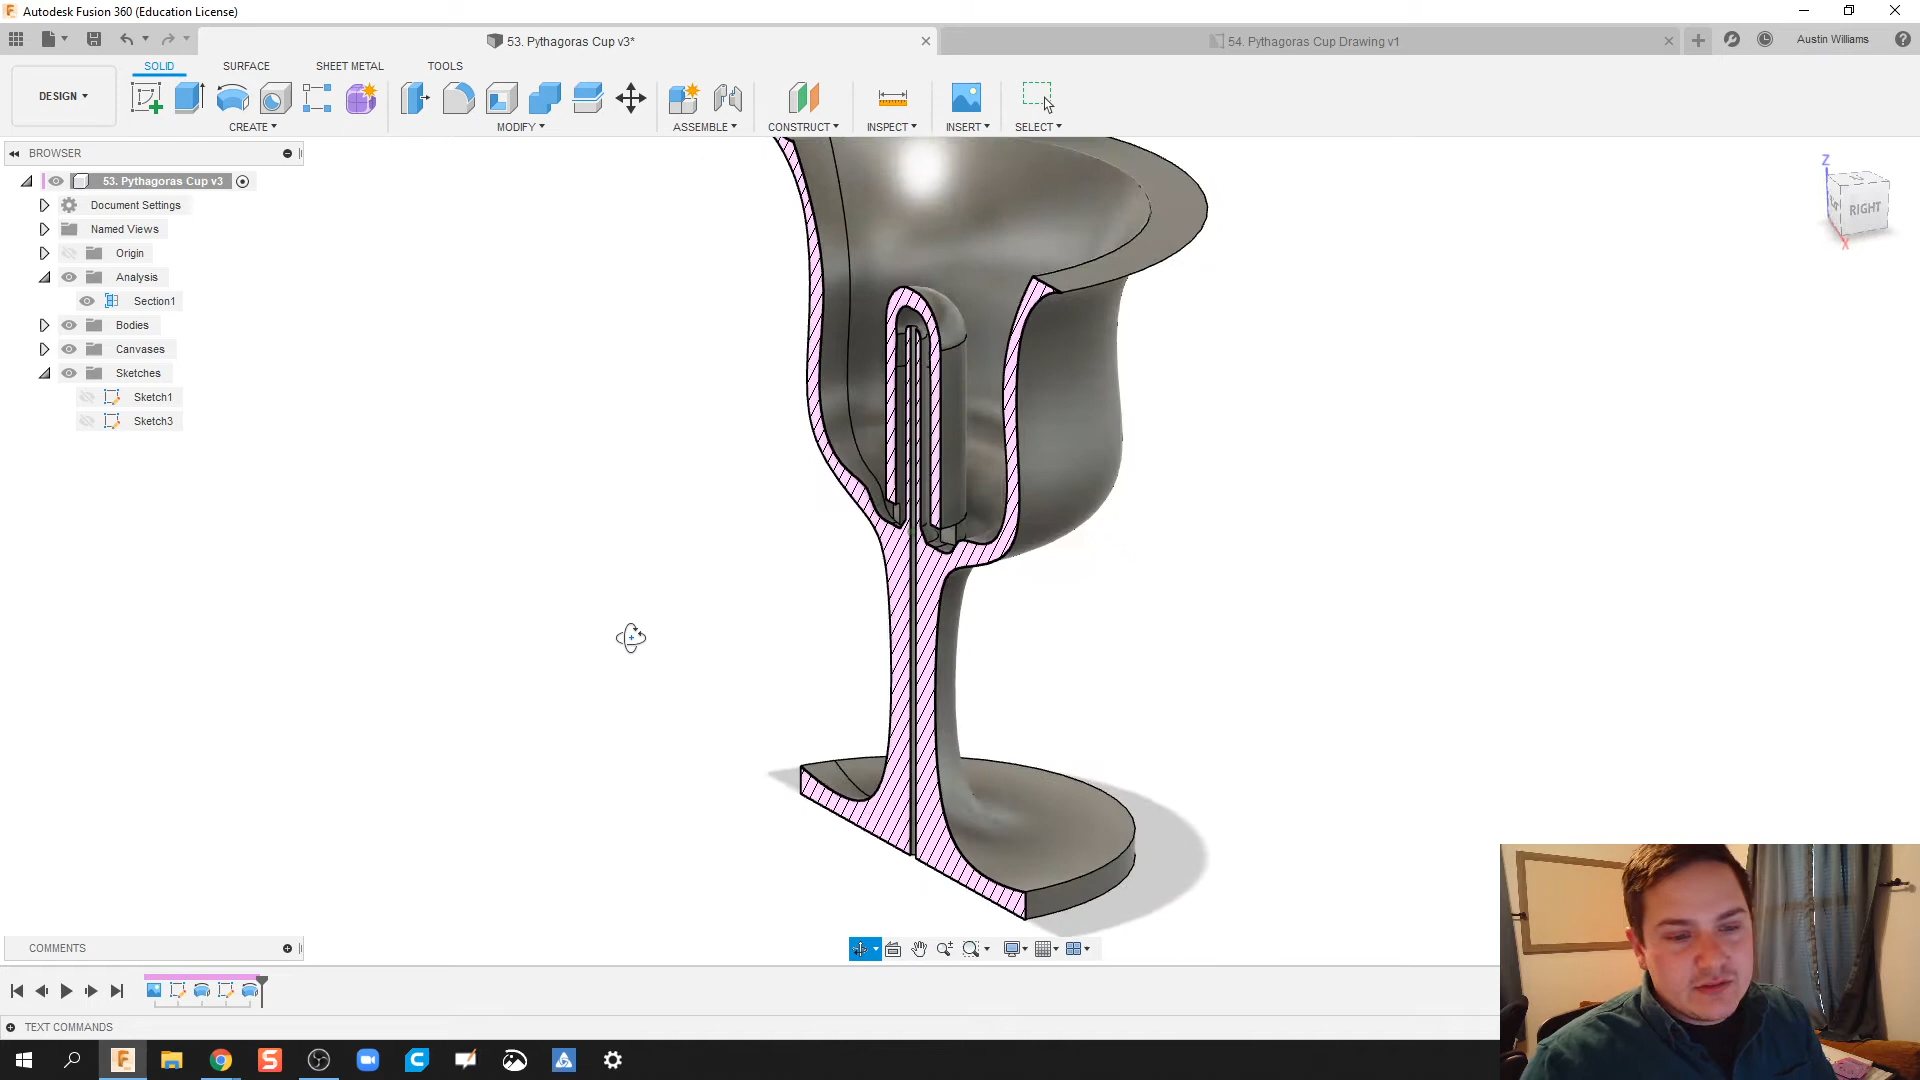 Autodesk Fusion 360 (Education License)
53. Pythagoras Cup v3*
54. Pythagoras Cup Drawing v1
Austin Williams
DESIGN
SOLID
SURFACE
SHEET METAL
TOOLS
CREATE
MODIFY
ASSEMBLE
CONSTRUCT
INSPECT
INSERT
SELECT
BROWSER
53. Pythagoras Cup v3
Document Settings
Named Views
Origin
Analysis
Section1
Bodies
Canvases
Sketches
Sketch1
Sketch3
Z
RIGHT
X
COMMENTS
TEXT COMMANDS